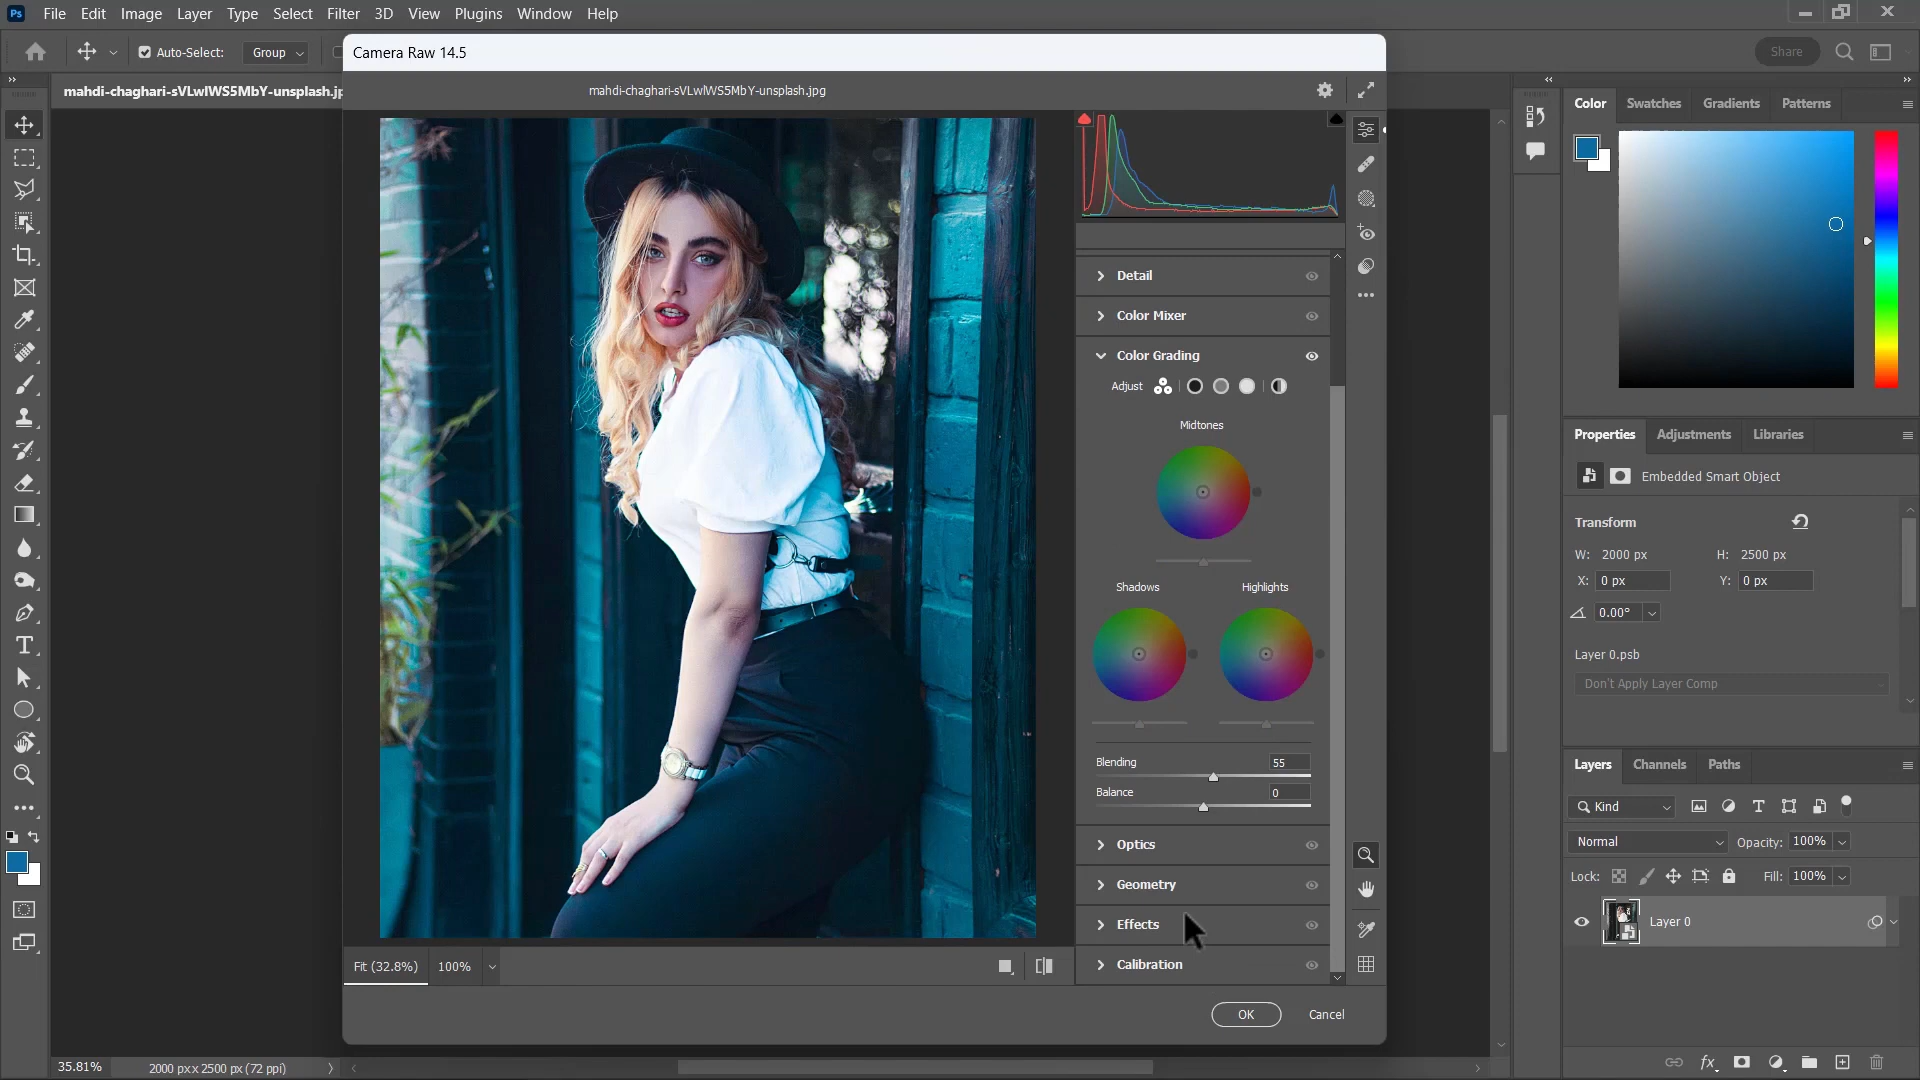 Ps File Edit Image Layer Type Select Filter 3D View Plugins Window Help
Auto-Select: Group Share
mahdi-chaghari-sVLwlWS5MbY-unsplash.jp
Camera Raw 14.5
mahdi-chaghari-sVLwlWS5MbY-unsplash.jpg
Detail
Color Mixer
Color Grading
Adjust
Midtones
Shadows Highlights
Blending 55
Balance 0
Optics
Geometry
Effects
Calibration
Fit (32.8%) 100%
OK Cancel
35.81% 2000 px x 2500 px (72 ppi)
Color Swatches Gradients Patterns
Properties Adjustments Libraries
Embedded Smart Object
Transform
W: 2000 px H: 2500 px
X: 0 px Y: 0 px
0.00°
Layer 0.psb
Don't Apply Layer Comp
Layers Channels Paths
Kind
Normal Opacity: 100%
Lock: Fill: 100%
Layer 0
fx